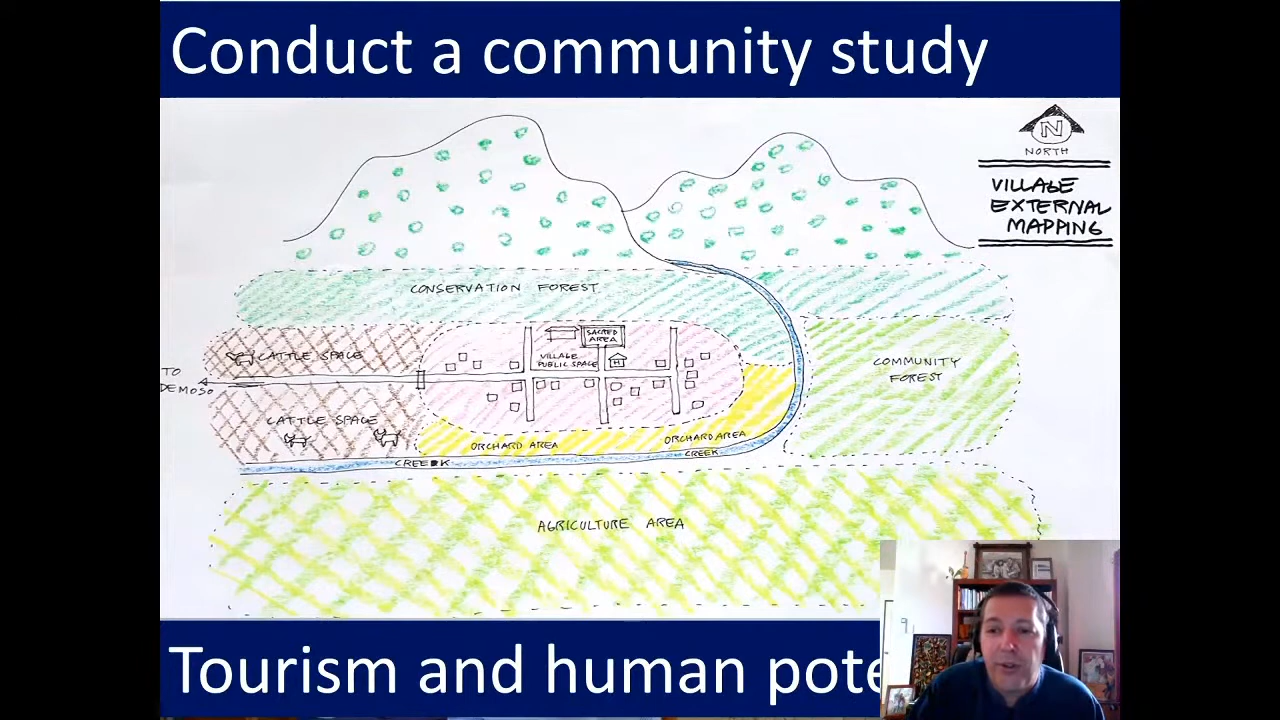 Conduct a community study
N
NORTH
VILLAGE
EXTERNAL
MAPPING
CONSERVATION FOREST
SACRED
AREA
CATTLE SPACE
VILLAGE
PUBLIC SPACE
H
COMMUNITY
FOREST
TO
DEMOSO
CATTLE SPACE
ORCHARD AREA
ORCHARD AREA
CREEK
CREEK
AGRICULTURE AREA
Tourism and human pote